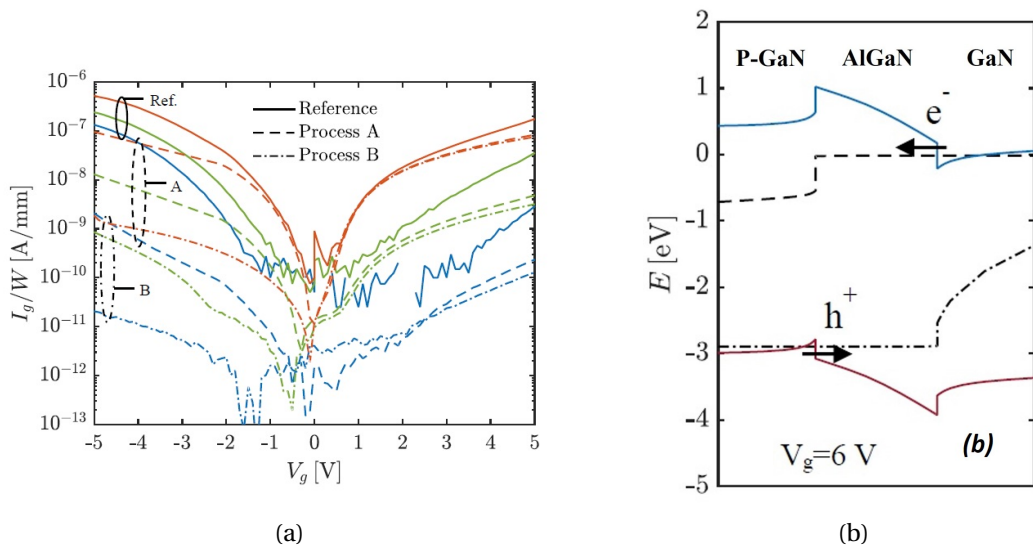 10⁻⁶
10⁻⁷
10⁻⁸
10⁻⁹
10⁻¹⁰
10⁻¹¹
10⁻¹²
10⁻¹³
I_g/W [A/mm]
Ref.
A
B
Reference
Process A
Process B
-5 -4 -3 -2 -1 0 1 2 3 4 5
V_g [V]
(a)
(b)
P-GaN AlGaN GaN
2
1
0
-1
-2
-3
-4
-5
E [eV]
e⁻
h⁺
V_g=6 V
(b)
(b)